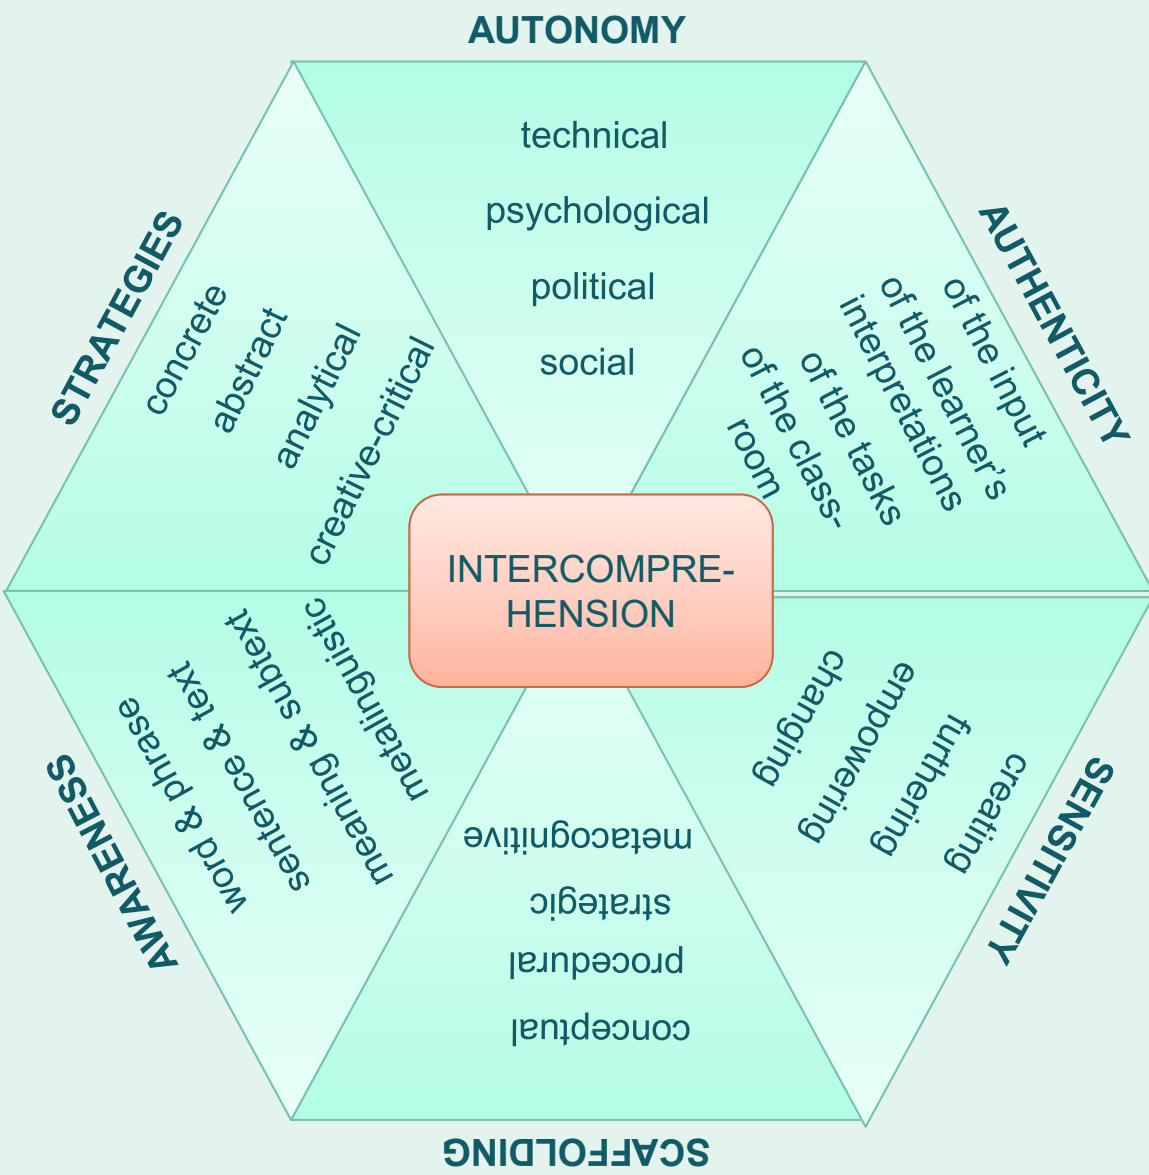 AUTONOMY
technical
psychological
political
social
AUTHENTICITY
of the input
of the learner's
interpretations
of the tasks
of the class-
room
SENSITIVITY
creating
furthering
empowering
changing
SCAFFOLDING
conceptual
procedural
strategic
metacognitive
AWARENESS
word & phrase
sentence & text
meaning & subtext
metalinguistic
STRATEGIES
concrete
abstract
analytical
creative-critical
INTERCOMPRE-
HENSION